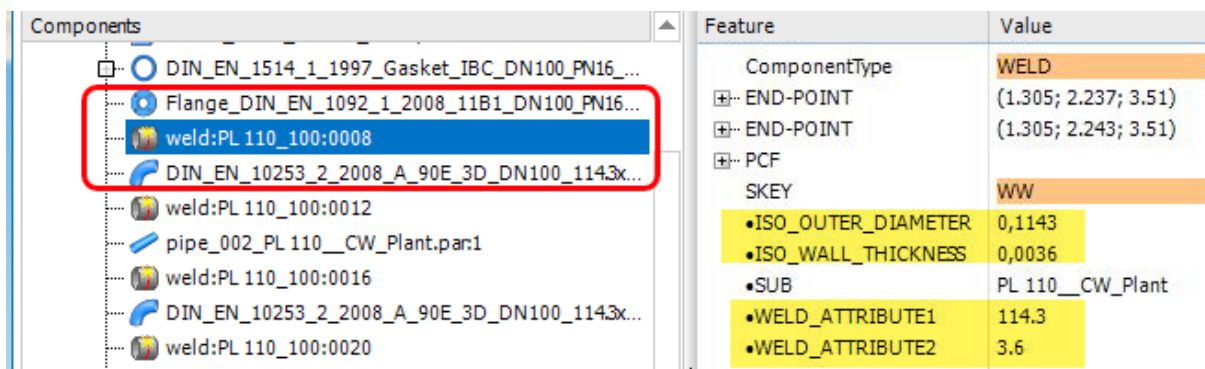 Components
DIN_EN_1514_1_1997_Gasket_IBC_DN100_PN16_...
Flange_DIN_EN_1092_1_2008_11B1_DN100_PN16...
weld:PL 110_100:0008
DIN_EN_10253_2_2008_A_90E_3D_DN100_114.3x...
weld:PL 110_100:0012
pipe_002_PL 110__CW_Plant.par:1
weld:PL 110_100:0016
DIN_EN_10253_2_2008_A_90E_3D_DN100_114.3x...
weld:PL 110_100:0020
Feature Value
ComponentType WELD
END-POINT (1.305; 2.237; 3.51)
END-POINT (1.305; 2.243; 3.51)
PCF
SKEY WW
•ISO_OUTER_DIAMETER 0,1143
•ISO_WALL_THICKNESS 0,0036
•SUB PL 110__CW_Plant
•WELD_ATTRIBUTE1 114.3
•WELD_ATTRIBUTE2 3.6